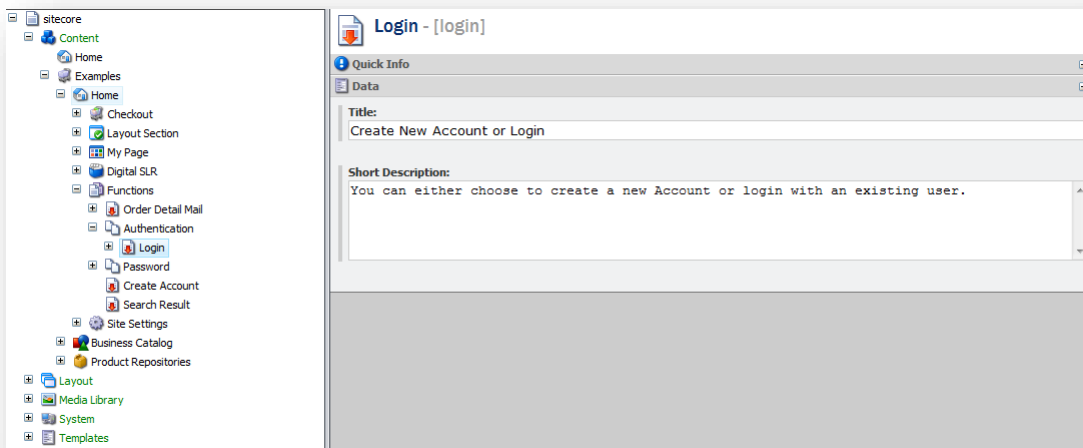 sitecore
Content
Home
Examples
Home
Checkout
Layout Section
My Page
Digital SLR
Functions
Order Detail Mail
Authentication
Login
Password
Create Account
Search Result
Site Settings
Business Catalog
Product Repositories
Layout
Media Library
System
Templates
Login - [login]
Quick Info
Data
Title:
Create New Account or Login
Short Description:
You can either choose to create a new Account or login with an existing user.